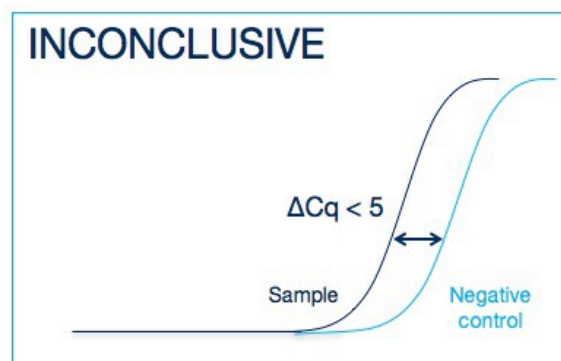 INCONCLUSIVE
ΔCq < 5
Sample
Negative
control